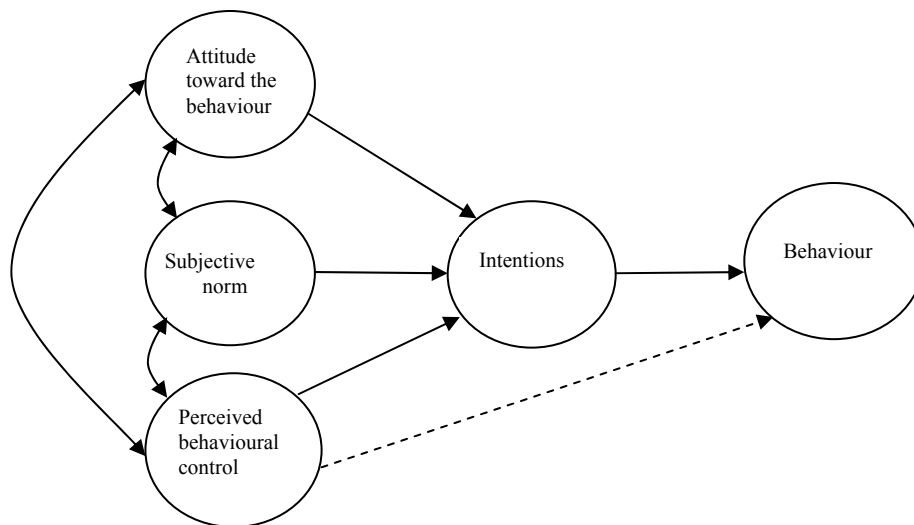 Attitude
toward the
behaviour
Subjective
norm
Intentions
Behaviour
Perceived
behavioural
control